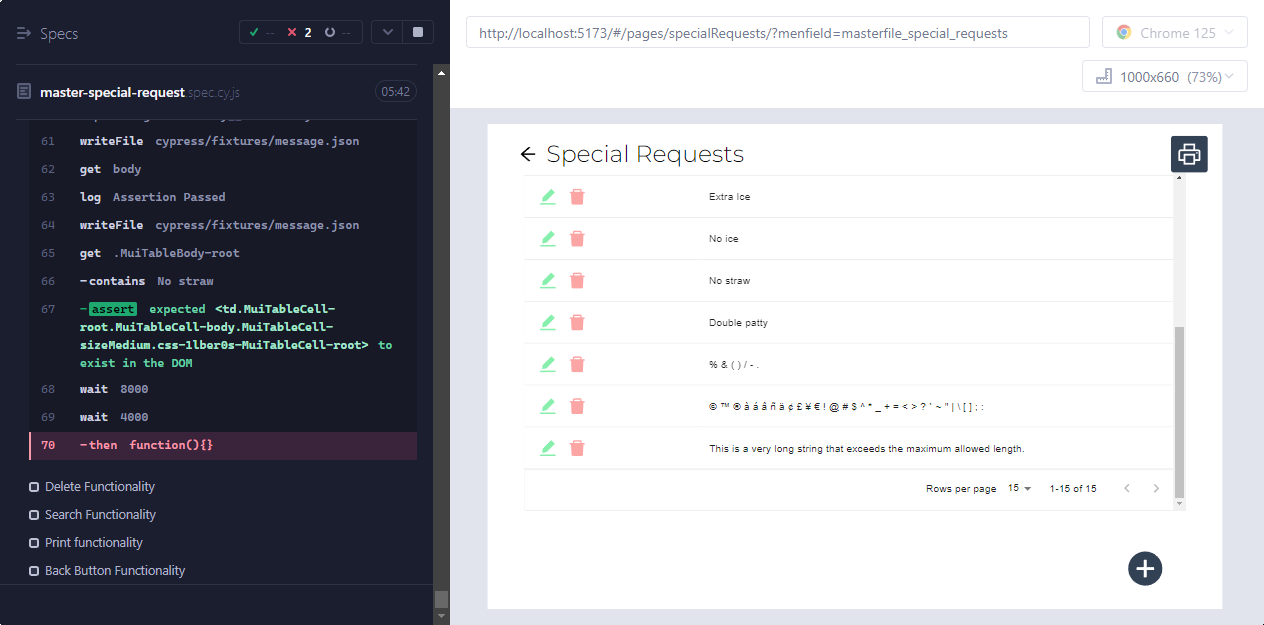 Specs
-- 2 --
http://localhost:5173/#/pages/specialRequests/?menfield=masterfile_special_requests
Chrome 125
1000x660 (73%)
master-special-request.spec.cy.js
05:42
61 writeFile cypress/fixtures/message.json
62 get body
63 log Assertion Passed
64 writeFile cypress/fixtures/message.json
65 get .MuiTableBody-root
66 -contains No straw
67 -assert expected <td.MuiTableCell-
root.MuiTableCell-body.MuiTableCell-
sizeMedium.css-1lber0s-MuiTableCell-root> to
exist in the DOM
68 wait 8000
69 wait 4000
70 -then function(){}
Delete Functionality
Search Functionality
Print functionality
Back Button Functionality
Special Requests
Extra Ice
No ice
No straw
Double patty
% & ( ) / - .
© ™ ® à á â ñ ä ¢ £ ¥ € ! @ # $ ^ * _ + = < > ? ` ~ " | \ [ ] ; :
This is a very long string that exceeds the maximum allowed length.
Rows per page 15 1-15 of 15